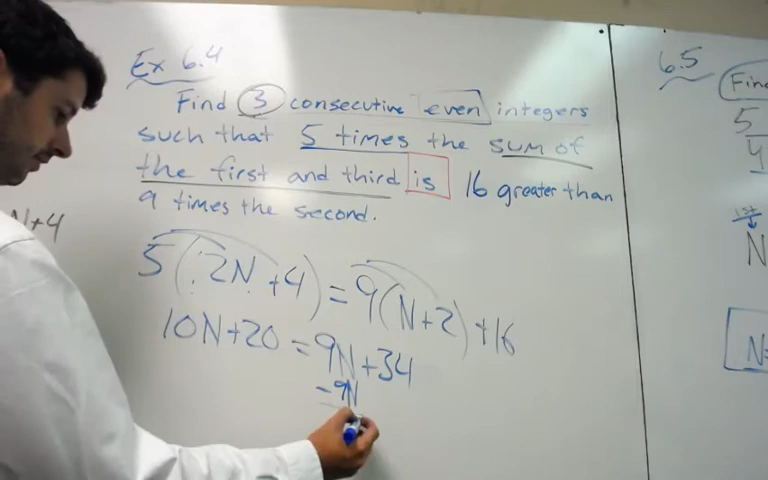 Ex 6.4
Find 3 consecutive even integers
such that 5 times the sum of
the first and third is 16 greater than
9 times the second.
N+4
5(2N+4) = 9(N+2) +16
10N+20 = 9N+34
-9N
6.5
Find
5
4
1st
N
N=